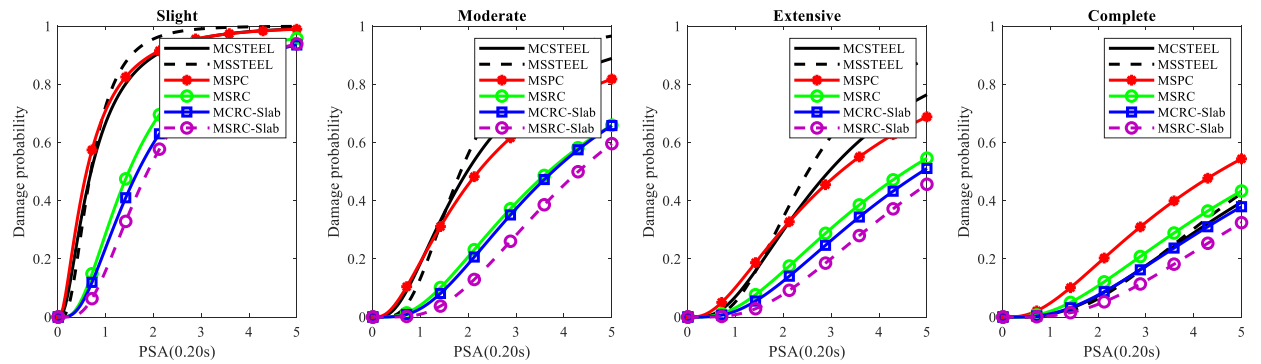 Slight
Damage probability
1
0.8
0.6
0.4
0.2
0
MCSTEEL
MSSTEEL
MSPC
MSRC
MCRC-Slab
MSRC-Slab
0 1 2 3 4 5
PSA(0.20s)
Moderate
Damage probability
1
0.8
0.6
0.4
0.2
0
MCSTEEL
MSSTEEL
MSPC
MSRC
MCRC-Slab
MSRC-Slab
0 1 2 3 4 5
PSA(0.20s)
Extensive
Damage probability
1
0.8
0.6
0.4
0.2
0
MCSTEEL
MSSTEEL
MSPC
MSRC
MCRC-Slab
MSRC-Slab
0 1 2 3 4 5
PSA(0.20s)
Complete
Damage probability
1
0.8
0.6
0.4
0.2
0
MCSTEEL
MSSTEEL
MSPC
MSRC
MCRC-Slab
MSRC-Slab
0 1 2 3 4 5
PSA(0.20s)